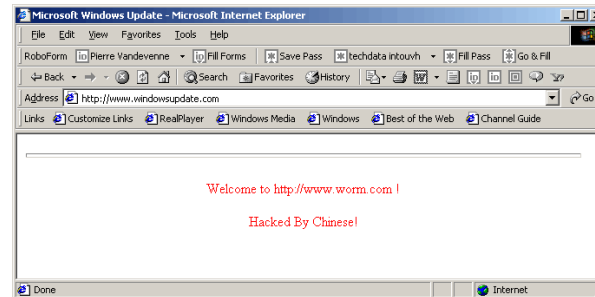 Microsoft Windows Update - Microsoft Internet Explorer
File Edit View Favorites Tools Help
RoboForm Pierre Vandevenne Fill Forms Save Pass techdata intouvh Fill Pass Go & Fill
Back Search Favorites History
Address http://www.windowsupdate.com Go
Links Customize Links RealPlayer Windows Media Windows Best of the Web Channel Guide
Welcome to http://www.worm.com !
Hacked By Chinese!
Done Internet